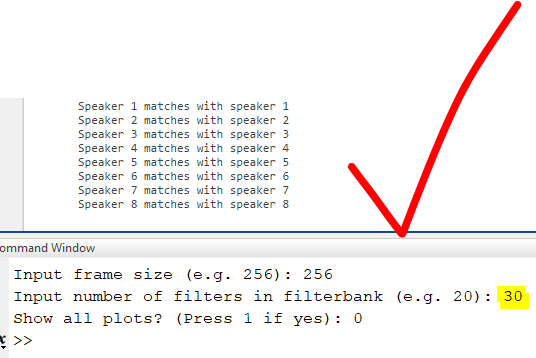 Speaker 1 matches with speaker 1
Speaker 2 matches with speaker 2
Speaker 3 matches with speaker 3
Speaker 4 matches with speaker 4
Speaker 5 matches with speaker 5
Speaker 6 matches with speaker 6
Speaker 7 matches with speaker 7
Speaker 8 matches with speaker 8
ommand Window
Input frame size (e.g. 256): 256
Input number of filters in filterbank (e.g. 20): 30
Show all plots? (Press 1 if yes): 0
>>